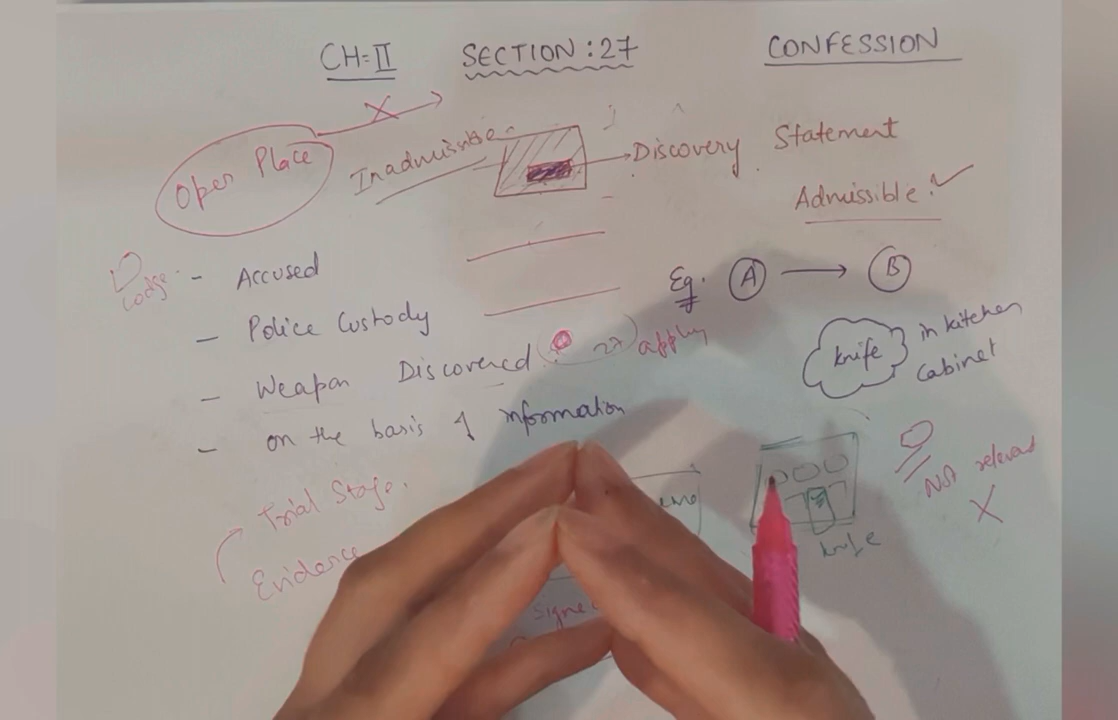 CH=II SECTION:27 CONFESSION
Open Place
Inadmissible
Discovery Statement
Admissible
- Accused
- Police Custody
- Weapon Discovered 27 apply
- on the basis of information
Eg. A B
knife in kitchen
cabinet
Trial Stage.
Evidence
knife
Not relevant
Signe